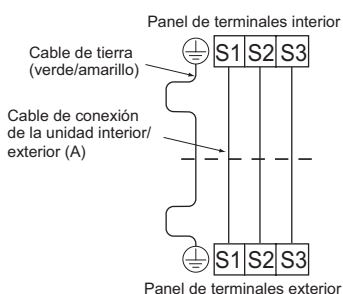 Panel de terminales interior
S1 S2 S3
Cable de tierra
(verde/amarillo)
Cable de conexión
de la unidad interior/
exterior (A)
S1 S2 S3
Panel de terminales exterior